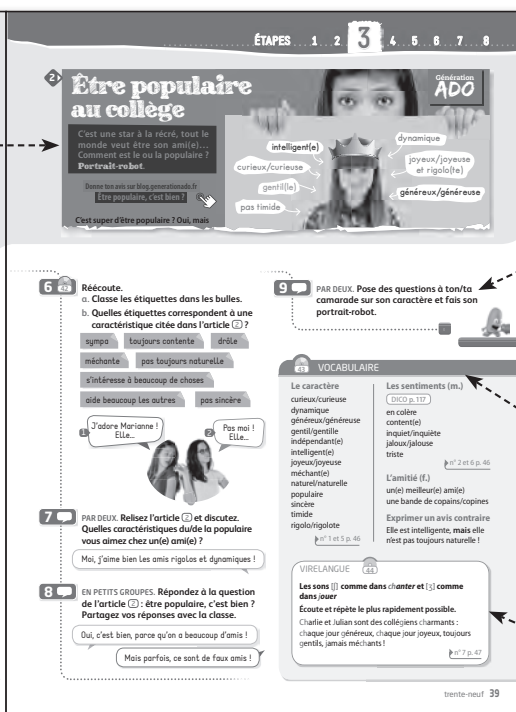 ÉTAPES 1 2 3 4 5 6 7 8
2
Être populaire
au collège
Génération
ADO
C'est une star à la récré, tout le
monde veut être son ami(e)...
Comment est le ou la populaire ?
Portrait-robot.
Donne ton avis sur blog.generationado.fr
Être populaire, c'est bien ?
C'est super d'être populaire ? Oui, mais
intelligent(e)
curieux/curieuse
gentil(le)
pas timide
dynamique
joyeux/joyeuse
et rigolo(te)
généreux/généreuse
6 42 Réécoute.
a. Classe les étiquettes dans les bulles.
b. Quelles étiquettes correspondent à une
caractéristique citée dans l'article 2 ?
sympa toujours contente drôle
méchante pas toujours naturelle
s'intéresse à beaucoup de choses
aide beaucoup les autres pas sincère
1 J'adore Marianne !
Elle...
2 Pas moi !
Elle...
7 PAR DEUX. Relisez l'article 2 et discutez.
Quelles caractéristiques du/de la populaire
vous aimez chez un(e) ami(e) ?
Moi, j'aime bien les amis rigolos et dynamiques !
8 EN PETITS GROUPES. Répondez à la question
de l'article 2 : être populaire, c'est bien ?
Partagez vos réponses avec la classe.
Oui, c'est bien, parce qu'on a beaucoup d'amis !
Mais parfois, ce sont de faux amis !
9 PAR DEUX. Pose des questions à ton/ta
camarade sur son caractère et fais son
portrait-robot.
43 VOCABULAIRE
Le caractère
curieux/curieuse
dynamique
généreux/généreuse
gentil/gentille
indépendant(e)
intelligent(e)
joyeux/joyeuse
méchant(e)
naturel/naturelle
populaire
sincère
timide
rigolo/rigolote
n° 1 et 5 p. 46
Les sentiments (m.)
DICO p. 117
en colère
content(e)
inquiet/inquiète
jaloux/jalouse
triste
n° 2 et 6 p. 46
L'amitié (f.)
un(e) meilleur(e) ami(e)
une bande de copains/copines
Exprimer un avis contraire
Elle est intelligente, mais elle
n'est pas toujours naturelle !
VIRELANGUE 44
Les sons [ʃ] comme dans chanter et [ʒ] comme
dans jouer
Écoute et répète le plus rapidement possible.
Charlie et Julian sont des collégiens charmants :
chaque jour généreux, chaque jour joyeux, toujours
gentils, jamais méchants !
n° 7 p. 47
trente-neuf 39